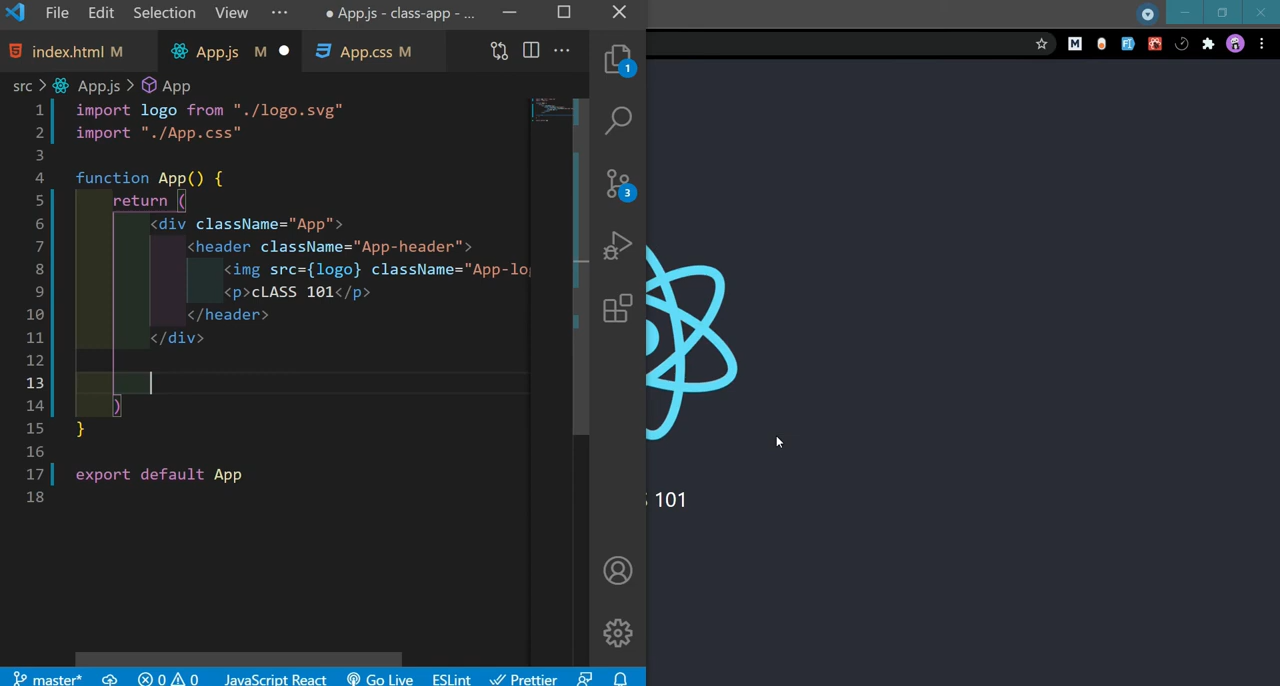 File Edit Selection View ··· ● App.js - class-app - ...
index.html M App.js M ● App.css M ···
src > App.js > App
1 import logo from "./logo.svg"
2 import "./App.css"
3
4 function App() {
5 return (
6 <div className="App">
7 <header className="App-header">
8 <img src={logo} className="App-lo
9 <p>cLASS 101</p>
10 </header>
11 </div>
12
13
14 )
15 }
16
17 export default App
18
1
3
101
M
master* 0 0 JavaScript React Go Live ESLint Prettier